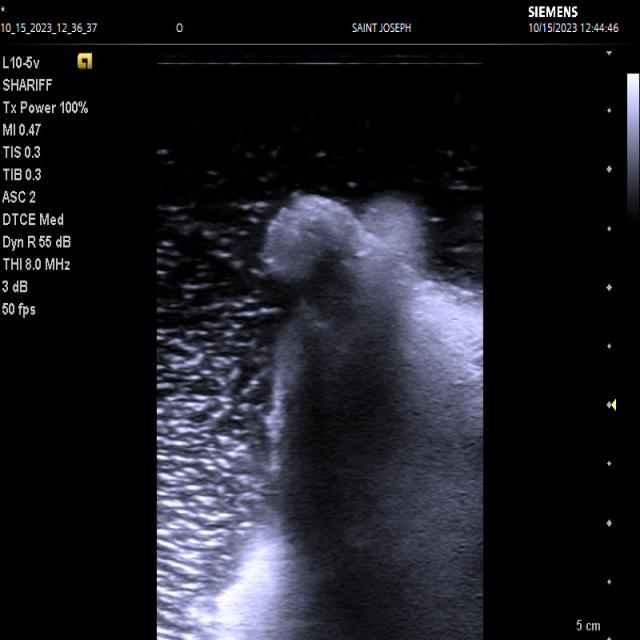 SIEMENS
10_15_2023_12_36_37 O SAINT JOSEPH 10/15/2023 12:44:46
L10-5v
SHARIFF
Tx Power 100%
MI 0.47
TIS 0.3
TIB 0.3
ASC 2
DTCE Med
Dyn R 55 dB
THI 8.0 MHz
3 dB
50 fps
5 cm